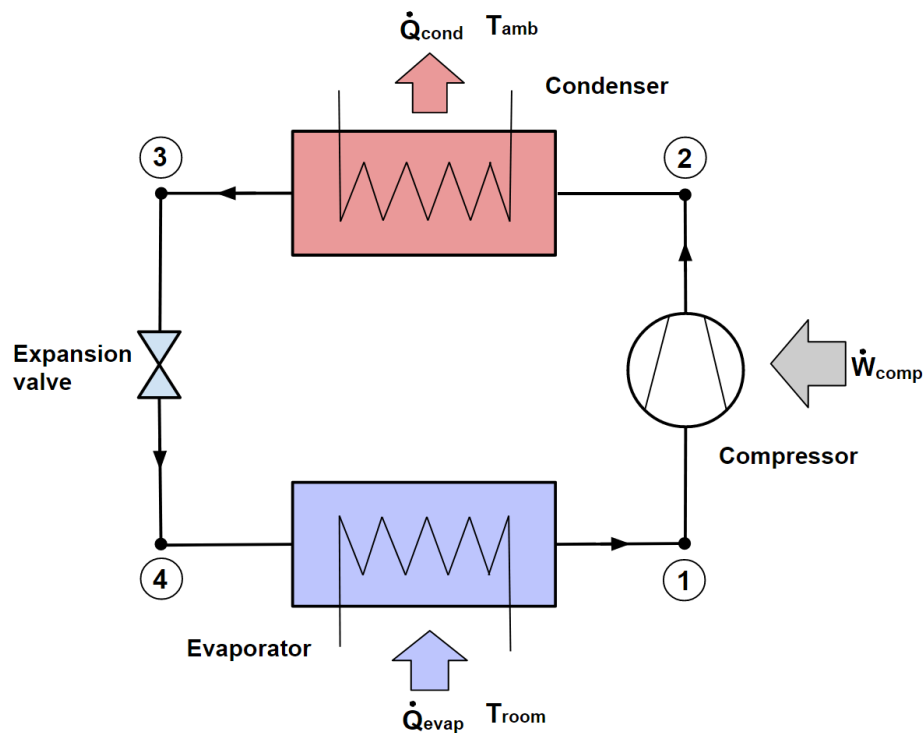 Q̇cond Tamb
Condenser
3
2
Expansion
valve
Ẇcomp
Compressor
4
1
Evaporator
Q̇evap Troom